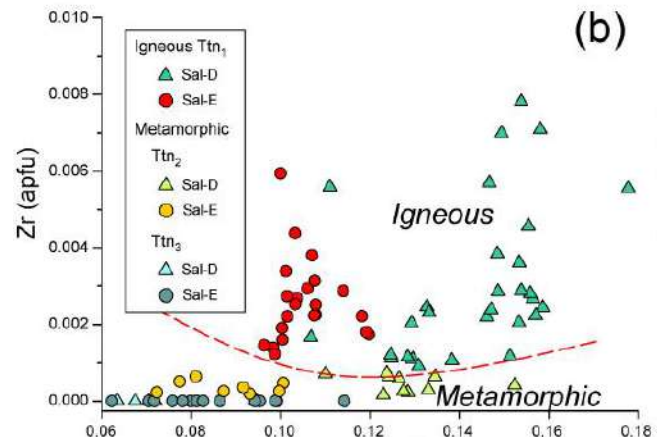 (b)
0.010
0.008
0.006
0.004
0.002
0.000
Zr (apfu)
Igneous Ttn1
Sal-D
Sal-E
Metamorphic
Ttn2
Sal-D
Sal-E
Ttn3
Sal-D
Sal-E
Igneous
Metamorphic
0.06 0.08 0.10 0.12 0.14 0.16 0.18